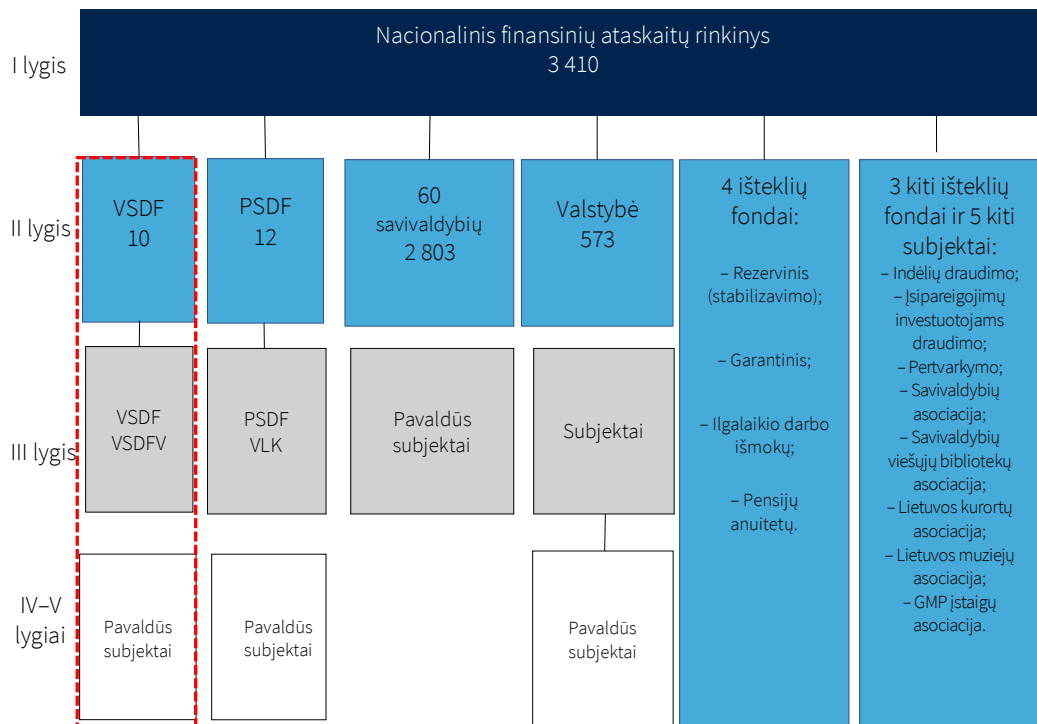 Nacionalinis finansinių ataskaitų rinkinys
3 410
I lygis
II lygis
VSDF
10
PSDF
12
60
savivaldybių
2 803
Valstybė
573
4 išteklių
fondai:
– Rezervinis
(stabilizavimo);
– Garantinis;
– Ilgalaikio darbo
išmokų;
– Pensijų
anuitetų.
3 kiti išteklių
fondai ir 5 kiti
subjektai:
– Indėlių draudimo;
– Įsipareigojimų
investuotojams
draudimo;
– Pertvarkymo;
– Savivaldybių
asociacija;
– Savivaldybių
viešųjų bibliotekų
asociacija;
– Lietuvos kurortų
asociacija;
– Lietuvos muziejų
asociacija;
– GMP įstaigų
asociacija.
III lygis
VSDF
VSDFV
PSDF
VLK
Pavaldūs
subjektai
Subjektai
IV–V
lygiai
Pavaldūs
subjektai
Pavaldūs
subjektai
Pavaldūs
subjektai